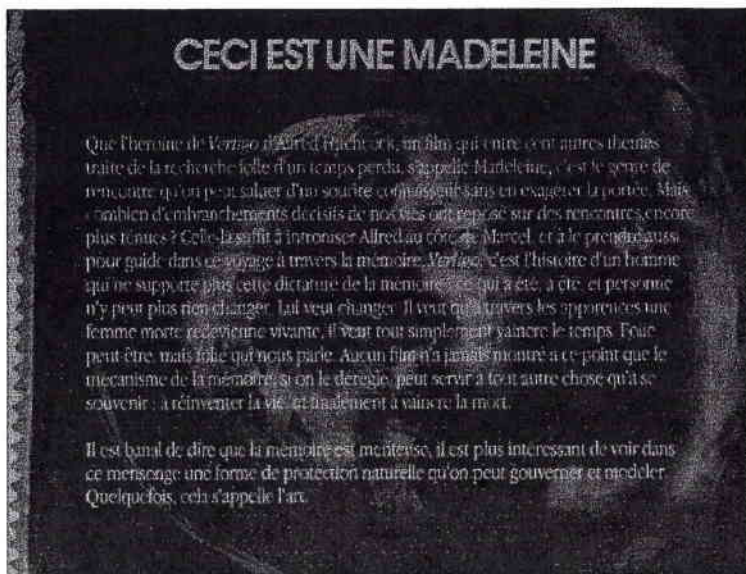 CECI EST UNE MADELEINE
Que l'héroïne de Vertigo d'Alfred Hitchcock, un film qui entre cent autres thèmes
traite de la recherche folle d'un temps perdu, s'appelle Madeleine, c'est le genre de
rencontre qu'on peut saluer d'un sourire connaisseur sans en exagérer la portée. Mais
combien d'embranchements décisifs de nos vies ont reposé sur des rencontres encore
plus ténues ? Celle-là suffit à introniser Alfred au côté de Marcel, et à le prendre aussi
pour guide dans ce voyage à travers la mémoire. Vertigo, c'est l'histoire d'un homme
qui ne supporte plus cette dictature de la mémoire : ce qui a été, a été, et personne
n'y peut plus rien changer. Lui veut changer. Il veut qu'à travers les apparences une
femme morte redevienne vivante, il veut tout simplement vaincre le temps. Folie
peut-être, mais folie qui nous parle. Aucun film n'a jamais montré à ce point que le
mécanisme de la mémoire, si on le dérègle, peut servir à tout autre chose qu'à se
souvenir : à réinventer la vie, et finalement à vaincre la mort.
Il est banal de dire que la mémoire est menteuse, il est plus intéressant de voir dans
ce mensonge une forme de protection naturelle qu'on peut gouverner et modeler.
Quelquefois, cela s'appelle l'art.